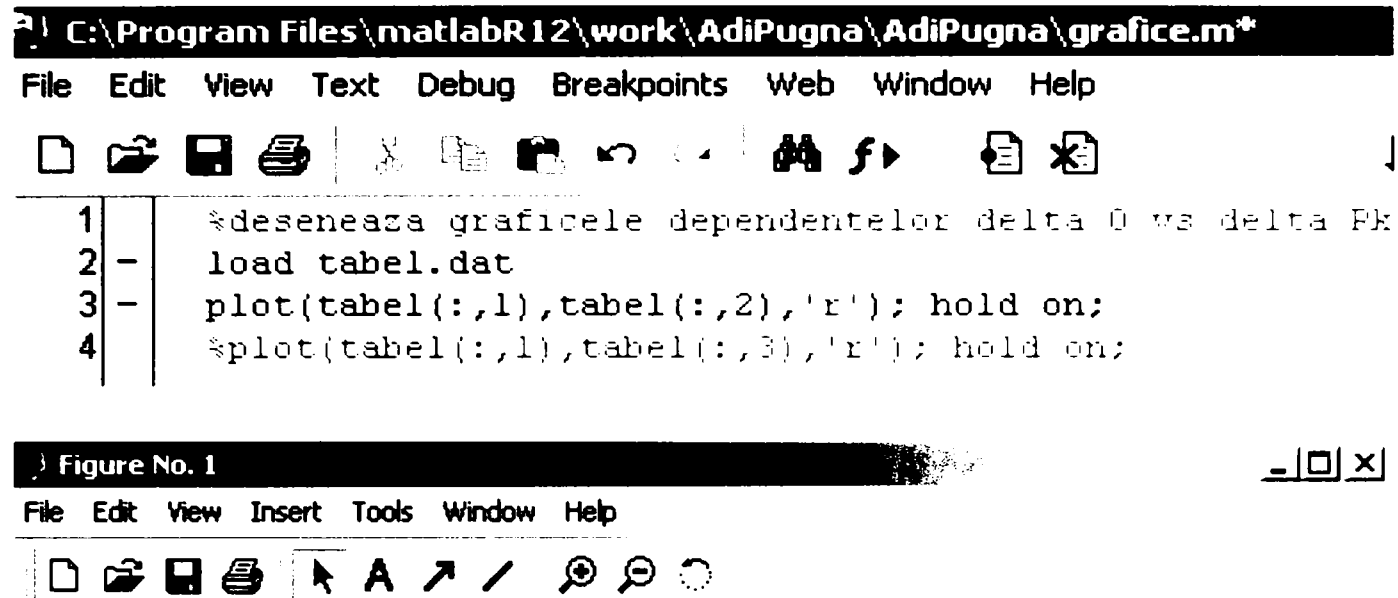 C:\Program Files\matlabR12\work\AdiPugna\AdiPugna\grafice.m*
File Edit View Text Debug Breakpoints Web Window Help
1 %deseneaza graficele dependentelor delta 0 vs delta Pk
2 - load tabel.dat
3 - plot(tabel(:,1),tabel(:,2),'r'); hold on;
4 %plot(tabel(:,1),tabel(:,3),'r'); hold on;
Figure No. 1
File Edit View Insert Tools Window Help
A